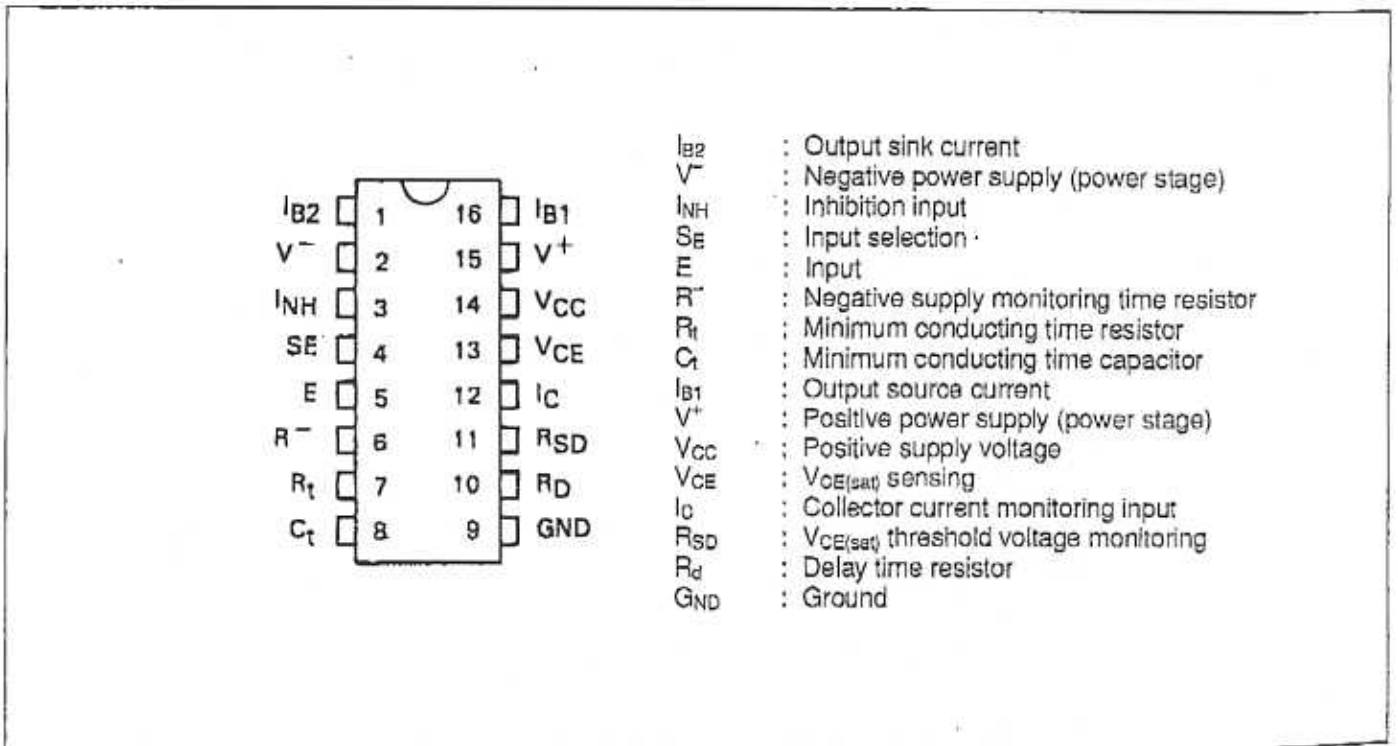 IB2 1 16 IB1
V− 2 15 V+
INH 3 14 VCC
SE 4 13 VCE
E 5 12 IC
R− 6 11 RSD
Rt 7 10 RD
Ct 8 9 GND
IB2 : Output sink current
V− : Negative power supply (power stage)
INH : Inhibition input
SE : Input selection
E : Input
R− : Negative supply monitoring time resistor
Rt : Minimum conducting time resistor
Ct : Minimum conducting time capacitor
IB1 : Output source current
V+ : Positive power supply (power stage)
VCC : Positive supply voltage
VCE : VCE(sat) sensing
IC : Collector current monitoring input
RSD : VCE(sat) threshold voltage monitoring
Rd : Delay time resistor
GND : Ground